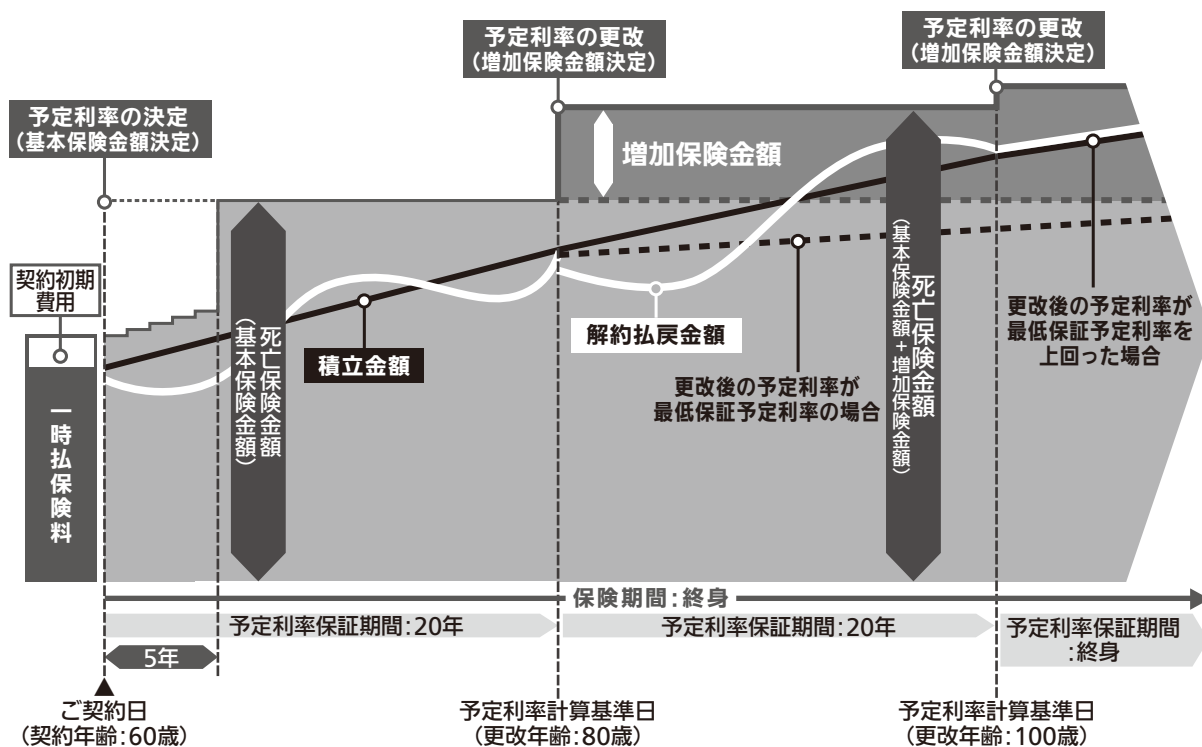 予定利率の更改
(増加保険金額決定)
予定利率の更改
(増加保険金額決定)
予定利率の決定
(基本保険金額決定)
増加保険金額
契約初期
費用
一時払保険料
死亡保険金額
(基本保険金額)
積立金額
解約払戻金額
更改後の予定利率が
最低保証予定利率の場合
死亡保険金額
(基本保険金額+増加保険金額)
更改後の予定利率が
最低保証予定利率を
上回った場合
保険期間:終身
予定利率保証期間:20年
予定利率保証期間:20年
予定利率保証期間
:終身
5年
ご契約日
(契約年齢:60歳)
予定利率計算基準日
(更改年齢:80歳)
予定利率計算基準日
(更改年齢:100歳)